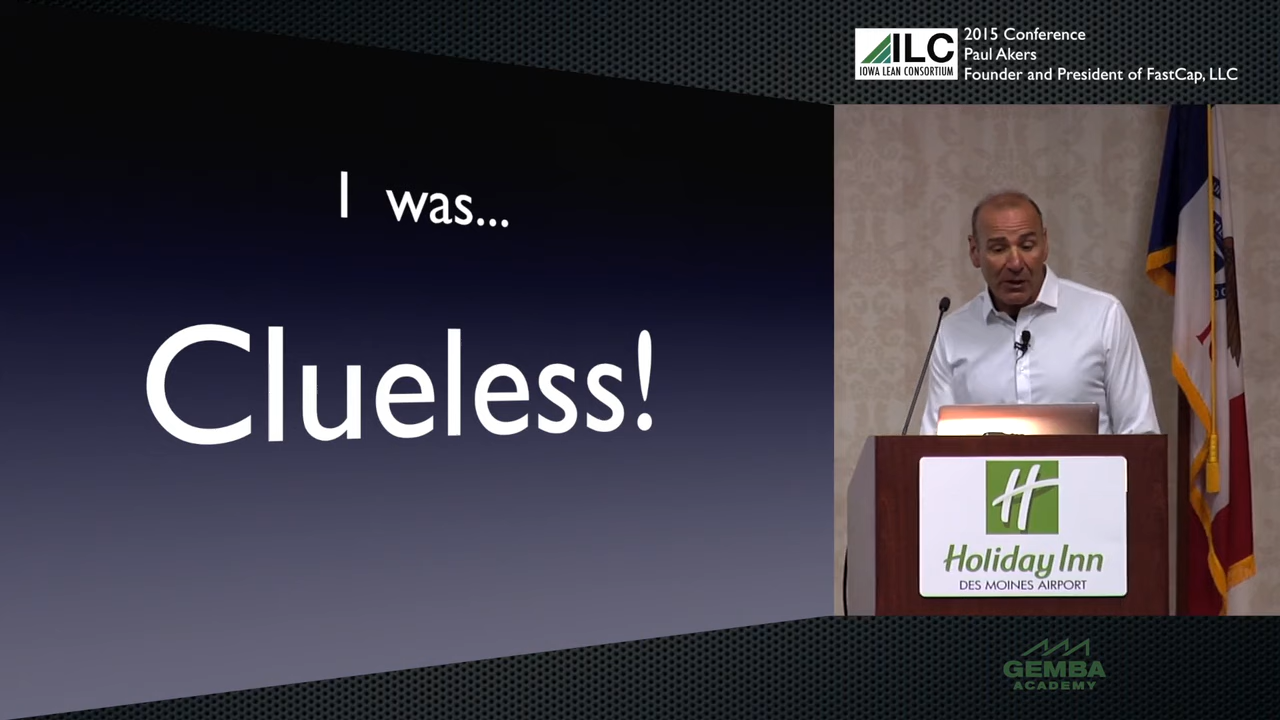 I was...
Clueless!
ILC
IOWA LEAN CONSORTIUM
2015 Conference
Paul Akers
Founder and President of FastCap, LLC
H
Holiday Inn
DES MOINES AIRPORT
GEMBA
ACADEMY